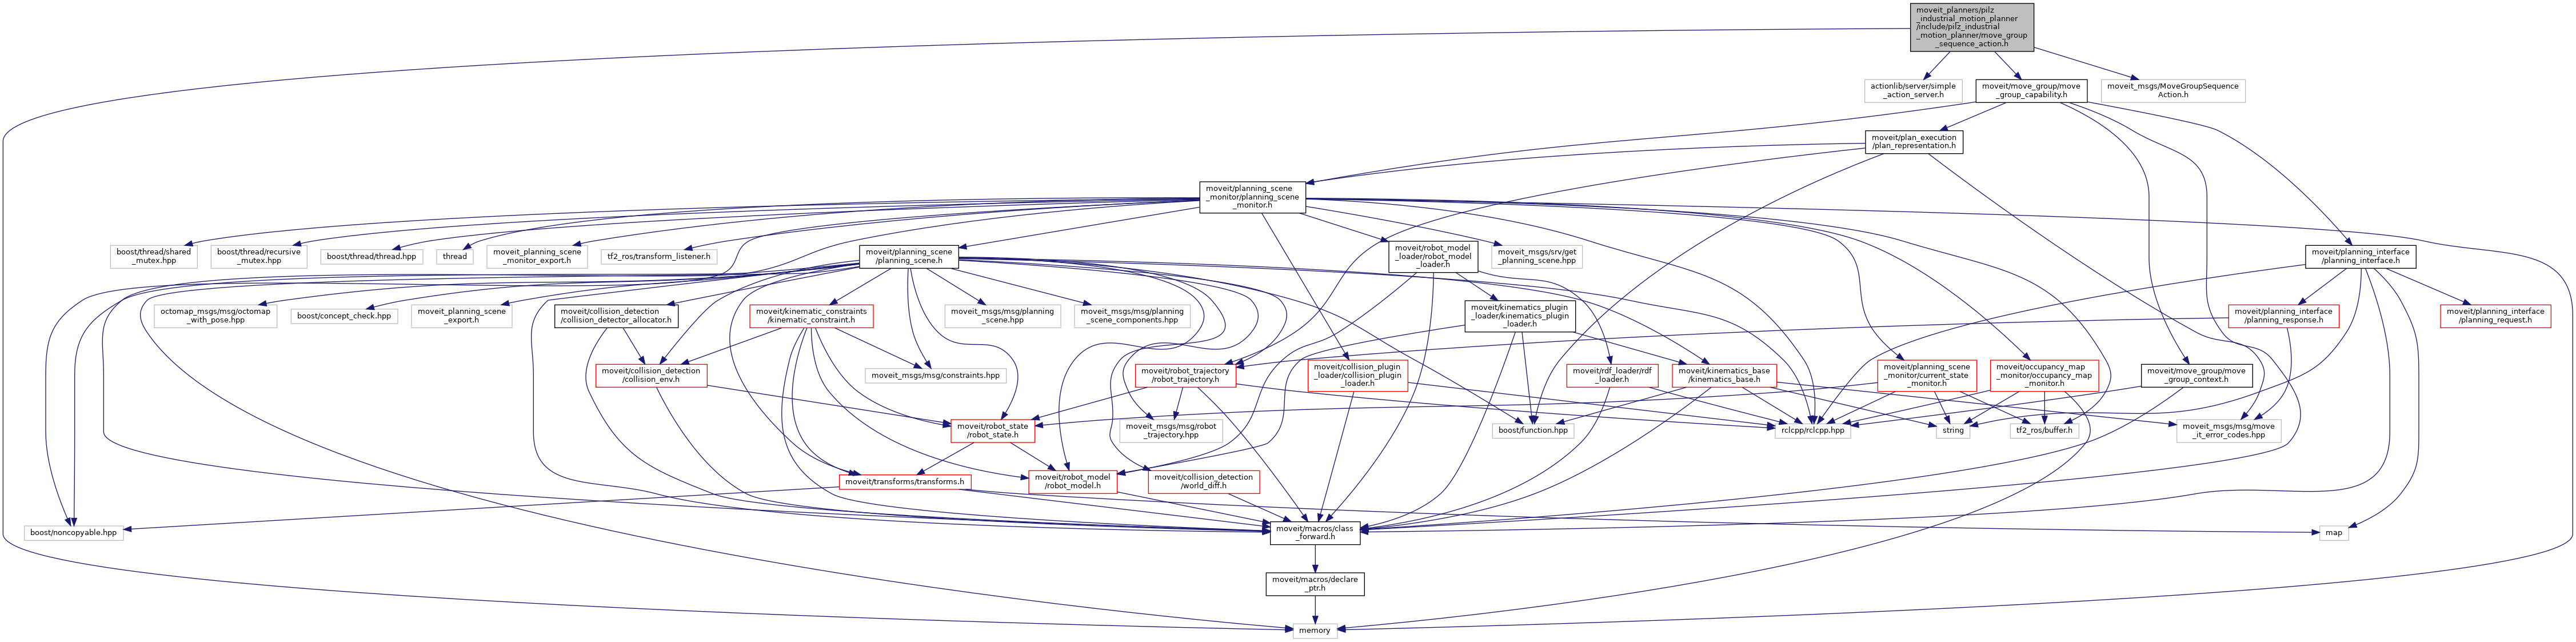 moveit_planners/pilz
_industrial_motion_planner
/include/pilz_industrial
_motion_planner/move_group
_sequence_action.h
actionlib/server/simple
_action_server.h
moveit/move_group/move
_group_capability.h
moveit_msgs/MoveGroupSequence
Action.h
moveit/plan_execution
/plan_representation.h
moveit/planning_scene
_monitor/planning_scene
_monitor.h
boost/thread/shared
_mutex.hpp
boost/thread/recursive
_mutex.hpp
boost/thread/thread.hpp
thread
moveit_planning_scene
_monitor_export.h
tf2_ros/transform_listener.h
moveit/planning_scene
/planning_scene.h
moveit/robot_model
_loader/robot_model
_loader.h
moveit_msgs/srv/get
_planning_scene.hpp
moveit/planning_interface
/planning_interface.h
octomap_msgs/msg/octomap
_with_pose.hpp
boost/concept_check.hpp
moveit_planning_scene
_export.h
moveit/collision_detection
/collision_detector_allocator.h
moveit/kinematic_constraints
/kinematic_constraint.h
moveit_msgs/msg/planning
_scene.hpp
moveit_msgs/msg/planning
_scene_components.hpp
moveit/kinematics_plugin
_loader/kinematics_plugin
_loader.h
moveit/planning_interface
/planning_response.h
moveit/planning_interface
/planning_request.h
moveit/collision_detection
/collision_env.h
moveit_msgs/msg/constraints.hpp
moveit/robot_trajectory
/robot_trajectory.h
moveit/collision_plugin
_loader/collision_plugin
_loader.h
moveit/rdf_loader/rdf
_loader.h
moveit/kinematics_base
/kinematics_base.h
moveit/planning_scene
_monitor/current_state
_monitor.h
moveit/occupancy_map
_monitor/occupancy_map
_monitor.h
moveit/move_group/move
_group_context.h
moveit/robot_state
/robot_state.h
moveit_msgs/msg/robot
_trajectory.hpp
boost/function.hpp
rclcpp/rclcpp.hpp
string
tf2_ros/buffer.h
moveit_msgs/msg/move
_it_error_codes.hpp
moveit/transforms/transforms.h
moveit/robot_model
/robot_model.h
moveit/collision_detection
/world_diff.h
boost/noncopyable.hpp
moveit/macros/class
_forward.h
map
moveit/macros/declare
_ptr.h
memory